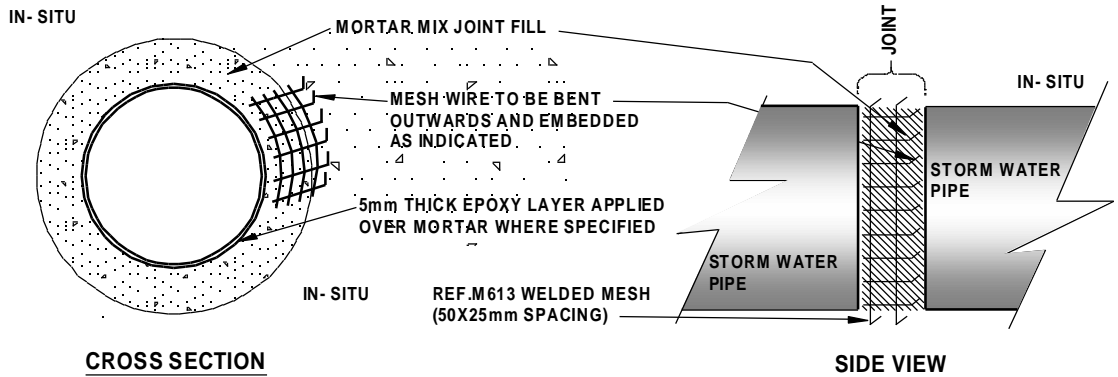 IN- SITU
MORTAR MIX JOINT FILL
JOINT
IN- SITU
MESH WIRE TO BE BENT
OUTWARDS AND EMBEDDED
AS INDICATED
STORM WATER
PIPE
5mm THICK EPOXY LAYER APPLIED
OVER MORTAR WHERE SPECIFIED
STORM WATER
PIPE
IN- SITU
REF.M613 WELDED MESH
(50X25mm SPACING)
CROSS SECTION
SIDE VIEW